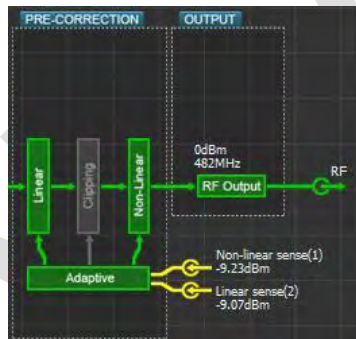 PRE-CORRECTION
OUTPUT
Linear
Clipping
Non-Linear
0dBm
482MHz
RF Output
RF
Adaptive
Non-linear sense(1)
-9.23dBm
Linear sense(2)
-9.07dBm